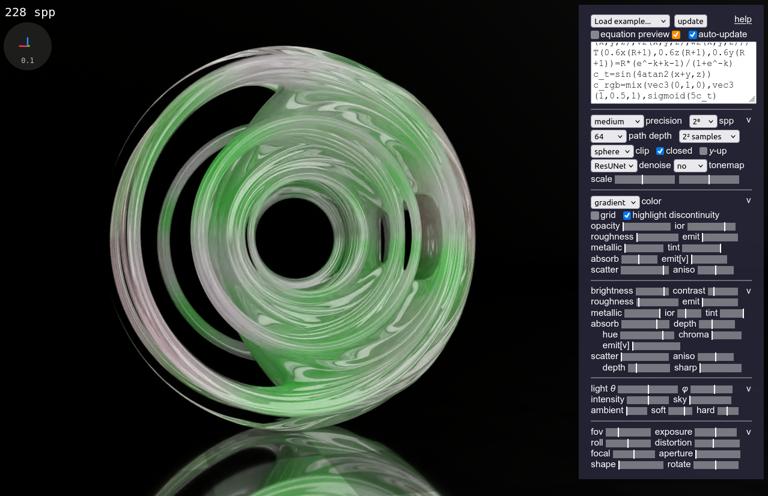 228 spp
0.1
Load example... update help
equation preview auto-update
T(0.6x(R+1),0.6z(R+1),0.6y(R
+1))=R*(e^-k+k-1)/(1+e^-k)
c_t=sin(4atan2(x+y,z))
c_rgb=mix(vec3(0,1,0),vec3
(1,0.5,1),sigmoid(5c_t)
medium precision 2⁶ spp v
64 path depth 2² samples
sphere clip closed y-up
ResUNet denoise no tonemap
scale
gradient color v
grid highlight discontinuity
opacity ior
roughness emit
metallic tint
absorb emit[v]
scatter aniso
brightness contrast v
roughness emit
metallic ior tint
absorb depth
hue chroma
emit[v]
scatter aniso
depth sharp
light θ φ v
intensity sky
ambient soft hard
fov exposure v
roll distortion
focal aperture
shape rotate